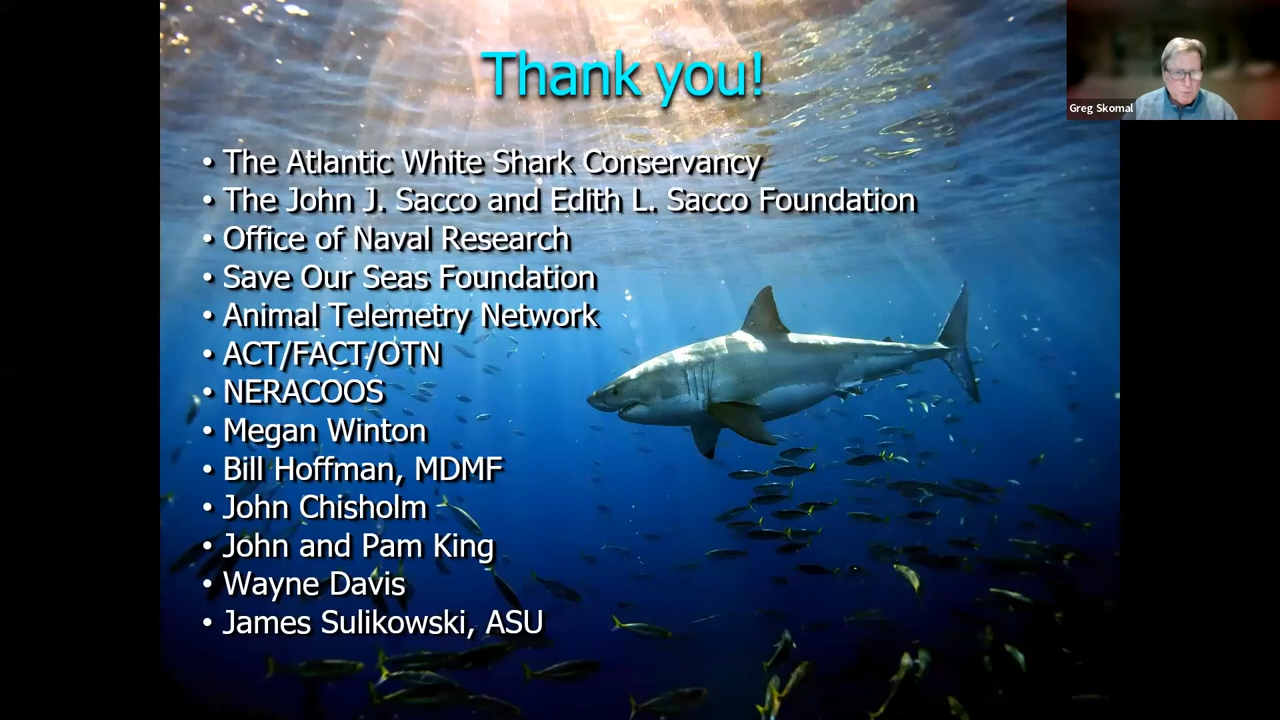 Thank you!
Greg Skomal
• The Atlantic White Shark Conservancy
• The John J. Sacco and Edith L. Sacco Foundation
• Office of Naval Research
• Save Our Seas Foundation
• Animal Telemetry Network
• ACT/FACT/OTN
• NERACOOS
• Megan Winton
• Bill Hoffman, MDMF
• John Chisholm
• John and Pam King
• Wayne Davis
• James Sulikowski, ASU